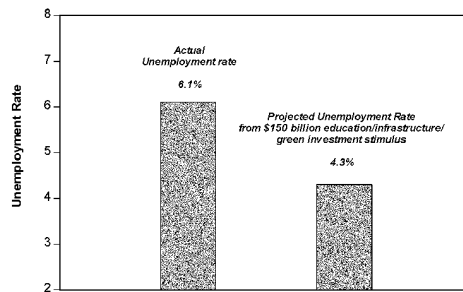 8
7
6
5
4
3
2
Unemployment Rate
Actual
Unemployment rate
6.1%
Projected Unemployment Rate
from $150 billion education/infrastructure/
green investment stimulus
4.3%